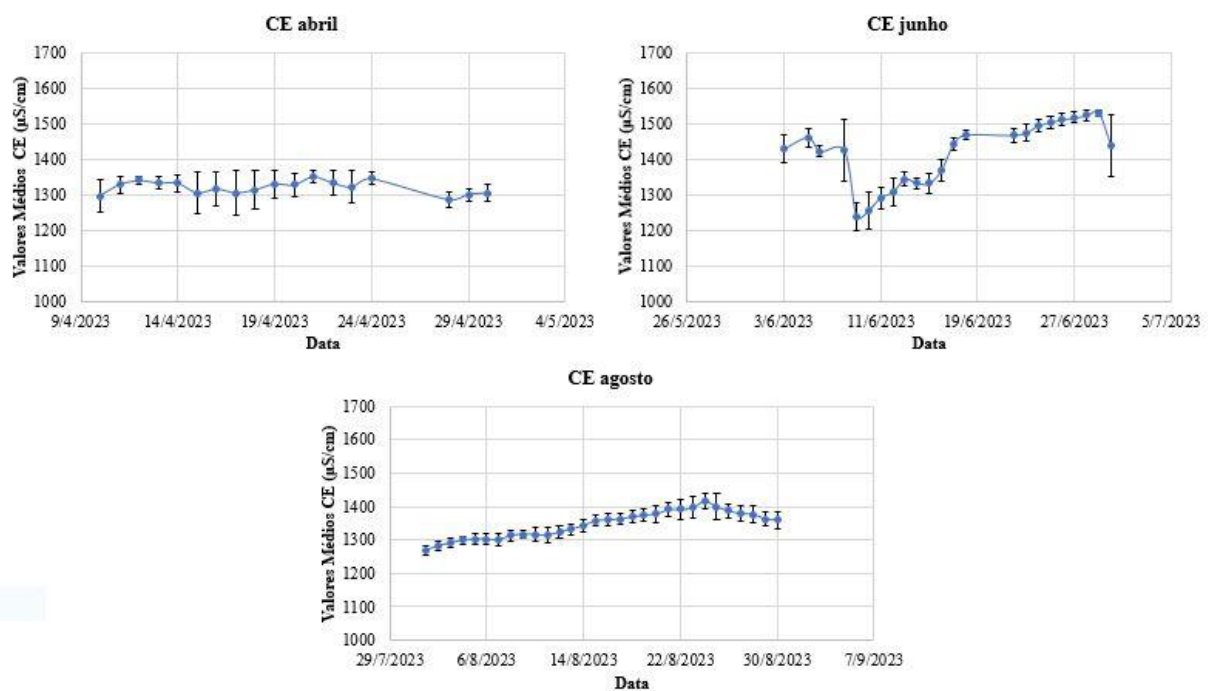 CE abril
1700
1600
1500
1400
1300
1200
1100
1000
Valores Médios CE (µS/cm)
9/4/2023 14/4/2023 19/4/2023 24/4/2023 29/4/2023 4/5/2023
Data
CE junho
1700
1600
1500
1400
1300
1200
1100
1000
Valores Médios CE (µS/cm)
26/5/2023 3/6/2023 11/6/2023 19/6/2023 27/6/2023 5/7/2023
Data
CE agosto
1700
1600
1500
1400
1300
1200
1100
1000
Valores Médios CE (µS/cm)
29/7/2023 6/8/2023 14/8/2023 22/8/2023 30/8/2023 7/9/2023
Data